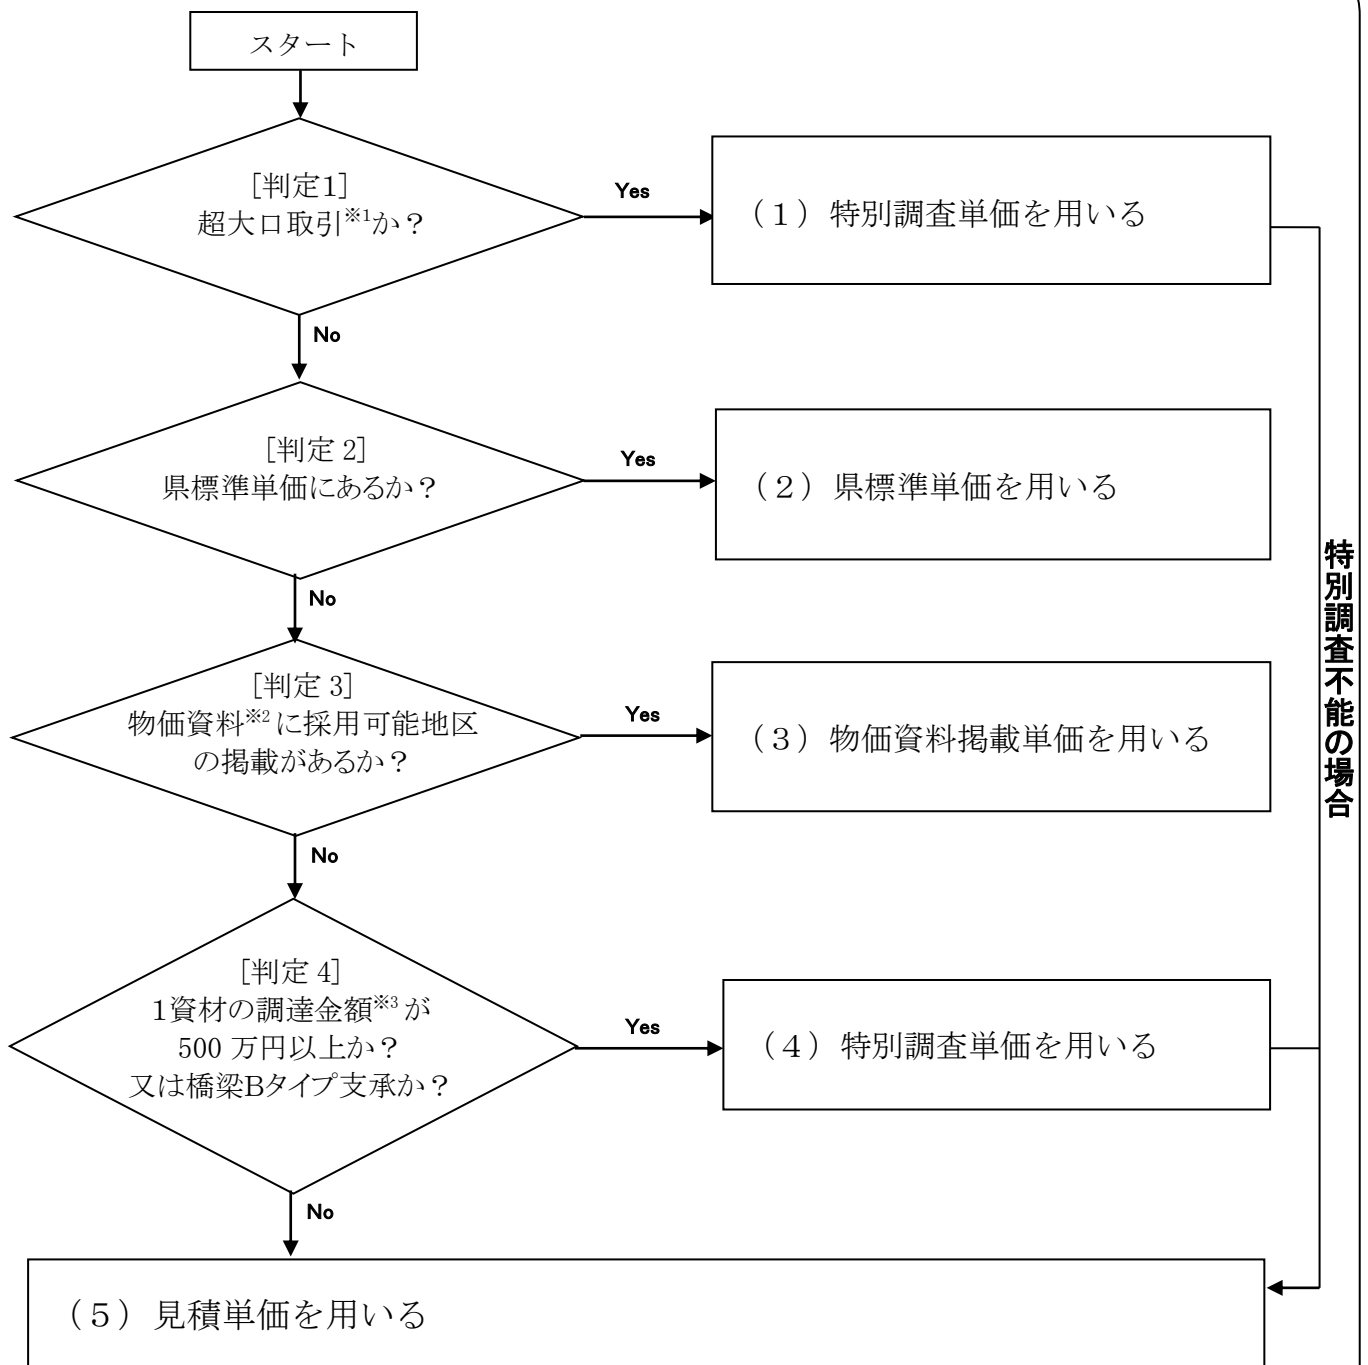 スタート
[判定1]
超大口取引※1か?
Yes
(1)特別調査単価を用いる
No
[判定 2]
県標準単価にあるか?
Yes
(2)県標準単価を用いる
No
[判定 3]
物価資料※2に採用可能地区
の掲載があるか?
Yes
(3)物価資料掲載単価を用いる
No
[判定 4]
1資材の調達金額※3が
500 万円以上か?
又は橋梁Bタイプ支承か?
Yes
(4)特別調査単価を用いる
特別調査不能の場合
No
(5)見積単価を用いる